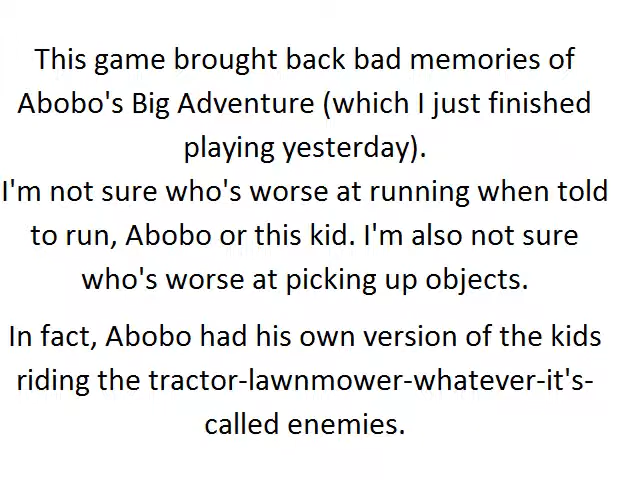 This game brought back bad memories of
Abobo's Big Adventure (which I just finished
playing yesterday).
I'm not sure who's worse at running when told
to run, Abobo or this kid. I'm also not sure
who's worse at picking up objects.
In fact, Abobo had his own version of the kids
riding the tractor-lawnmower-whatever-it's-
called enemies.